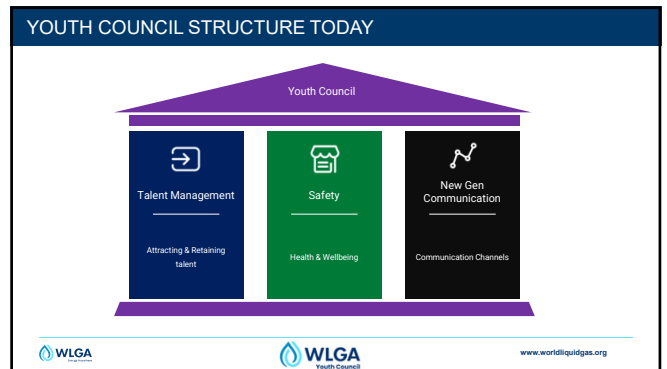 YOUTH COUNCIL STRUCTURE TODAY
Youth Council
Talent Management
Attracting & Retaining
talent
Safety
Health & Wellbeing
New Gen
Communication
Communication Channels
WLGA
WLGA
Youth Council
www.worldliquidgas.org